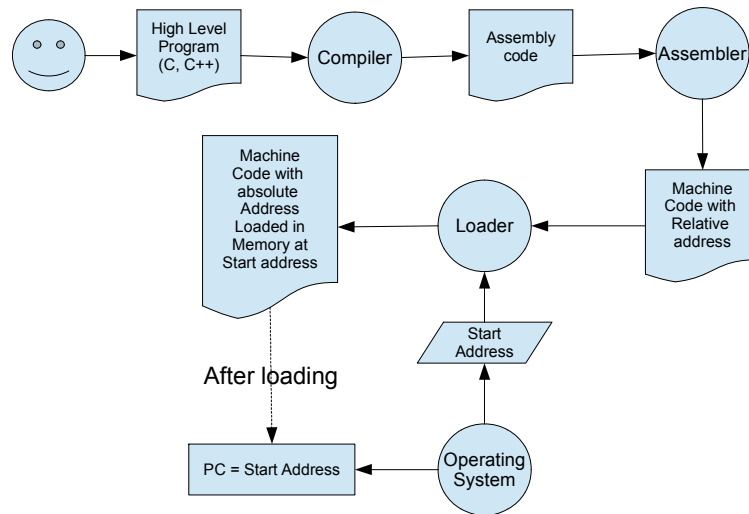 High Level
Program
(C, C++)
Compiler
Assembly
code
Assembler
Machine
Code with
Relative
address
Loader
Machine
Code with
absolute
Address
Loaded in
Memory at
Start address
Start
Address
After loading
PC = Start Address
Operating
System